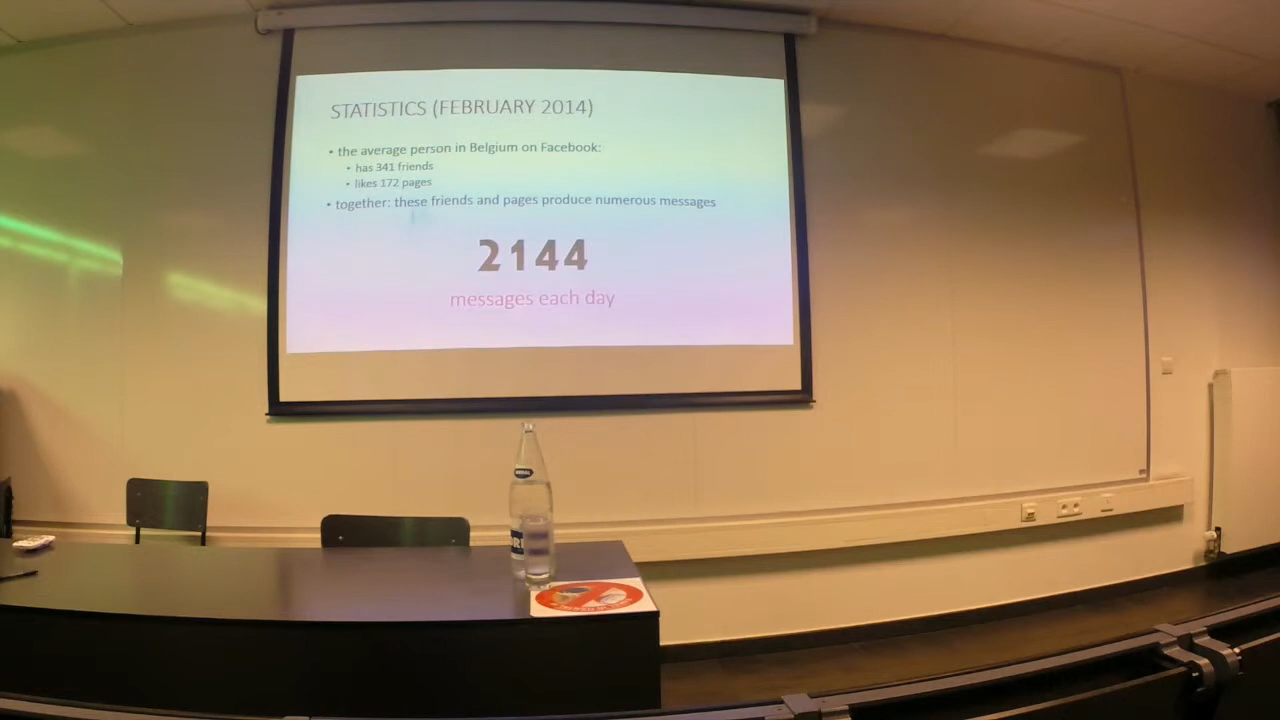 STATISTICS (FEBRUARY 2014)
• the average person in Belgium on Facebook:
• has 341 friends
• likes 172 pages
• together: these friends and pages produce numerous messages
2144
messages each day